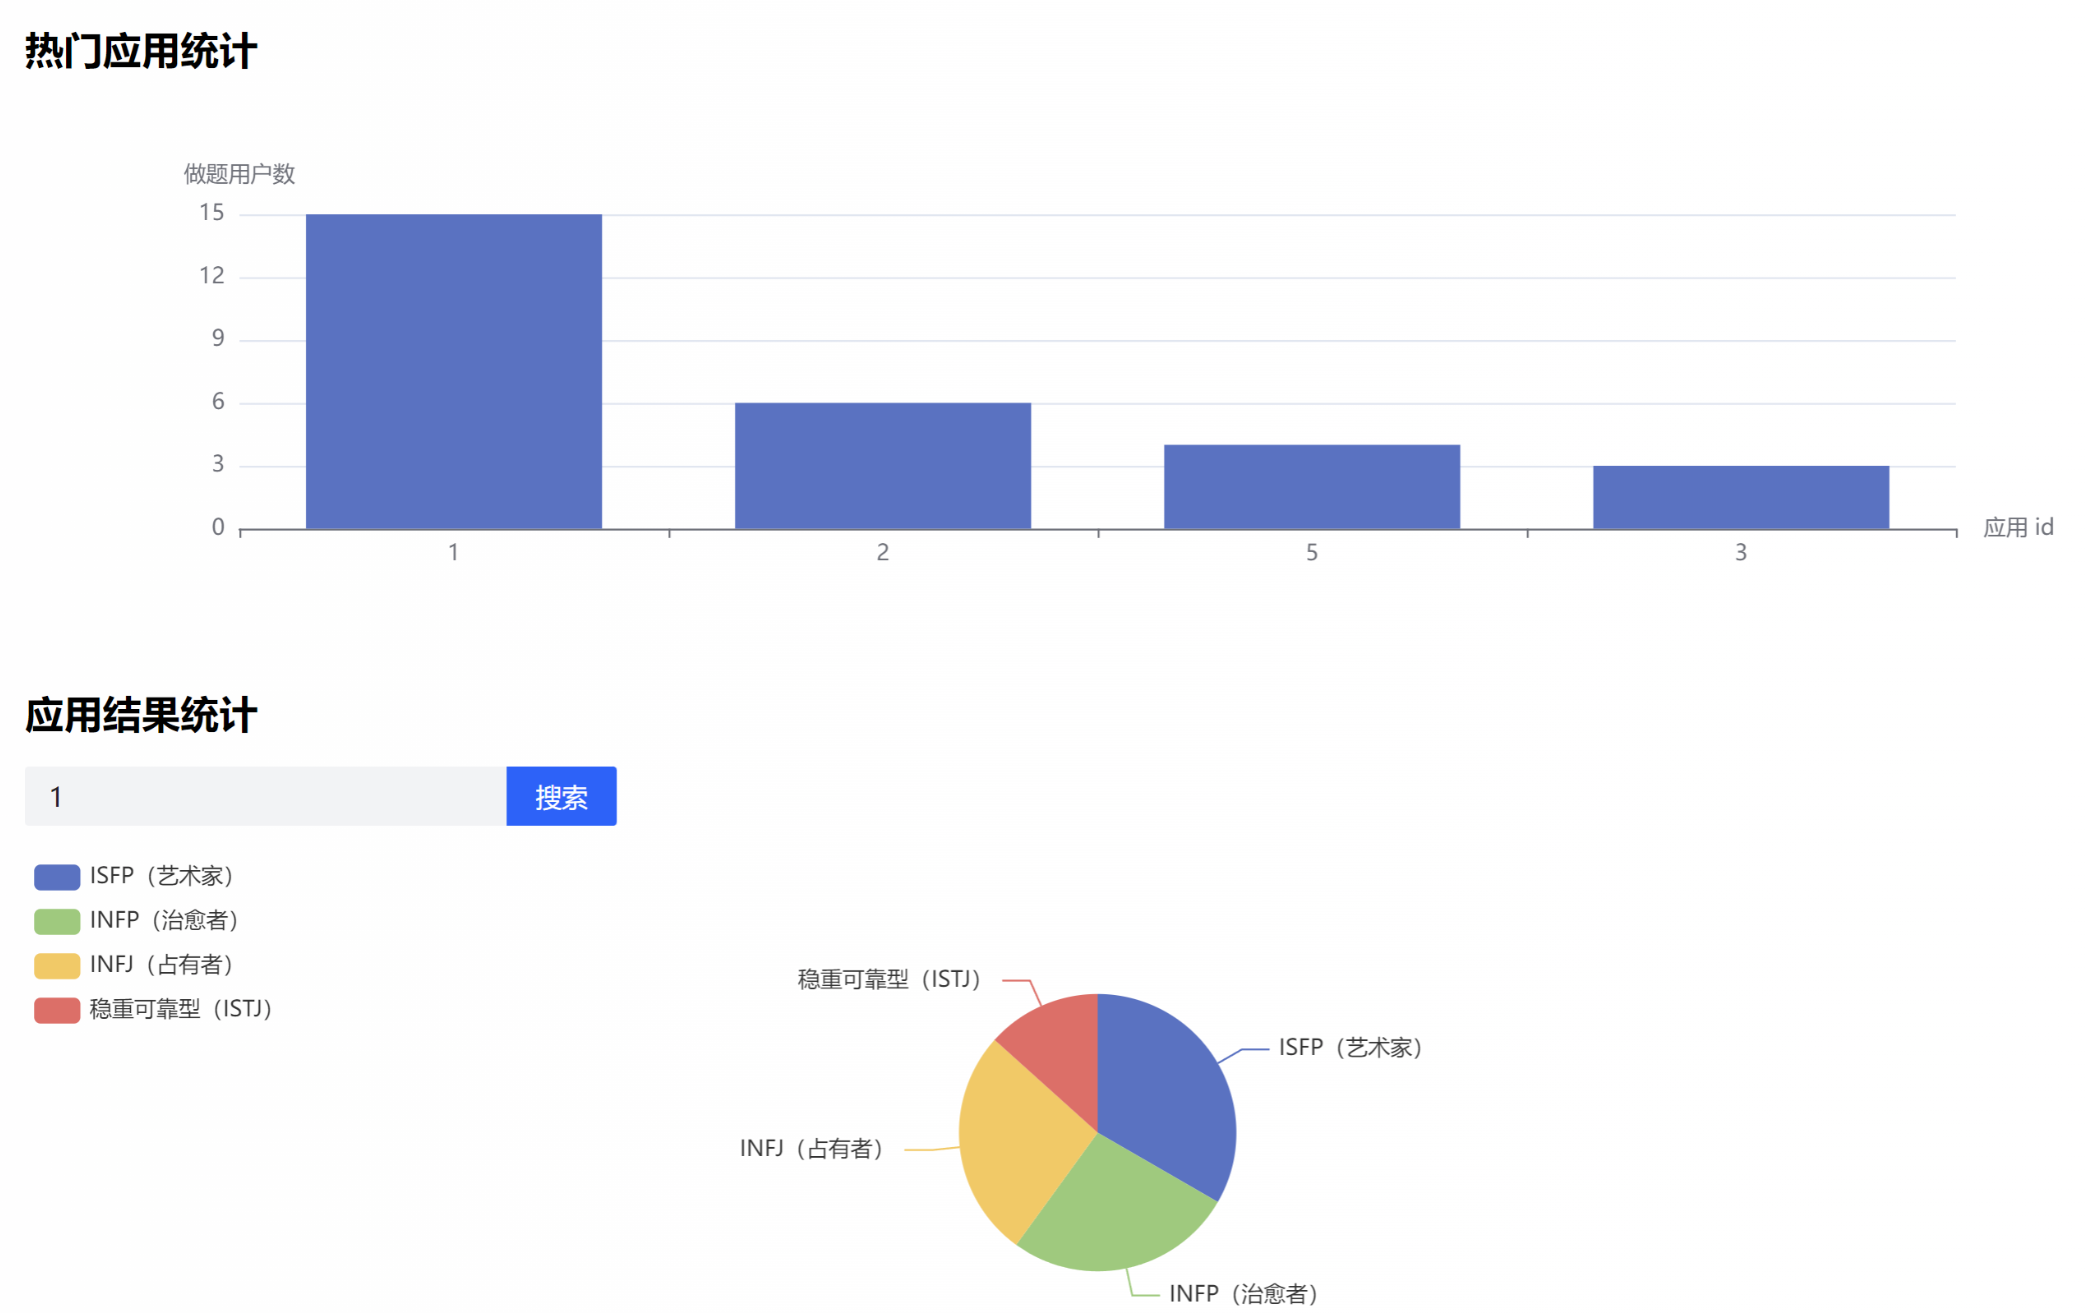 热门应用统计
做题用户数
15
12
9
6
3
0
1 2 5 3
应用 id
应用结果统计
1 搜索
ISFP（艺术家）
INFP（治愈者）
INFJ（占有者）
稳重可靠型（ISTJ）
稳重可靠型（ISTJ）
ISFP（艺术家）
INFJ（占有者）
INFP（治愈者）